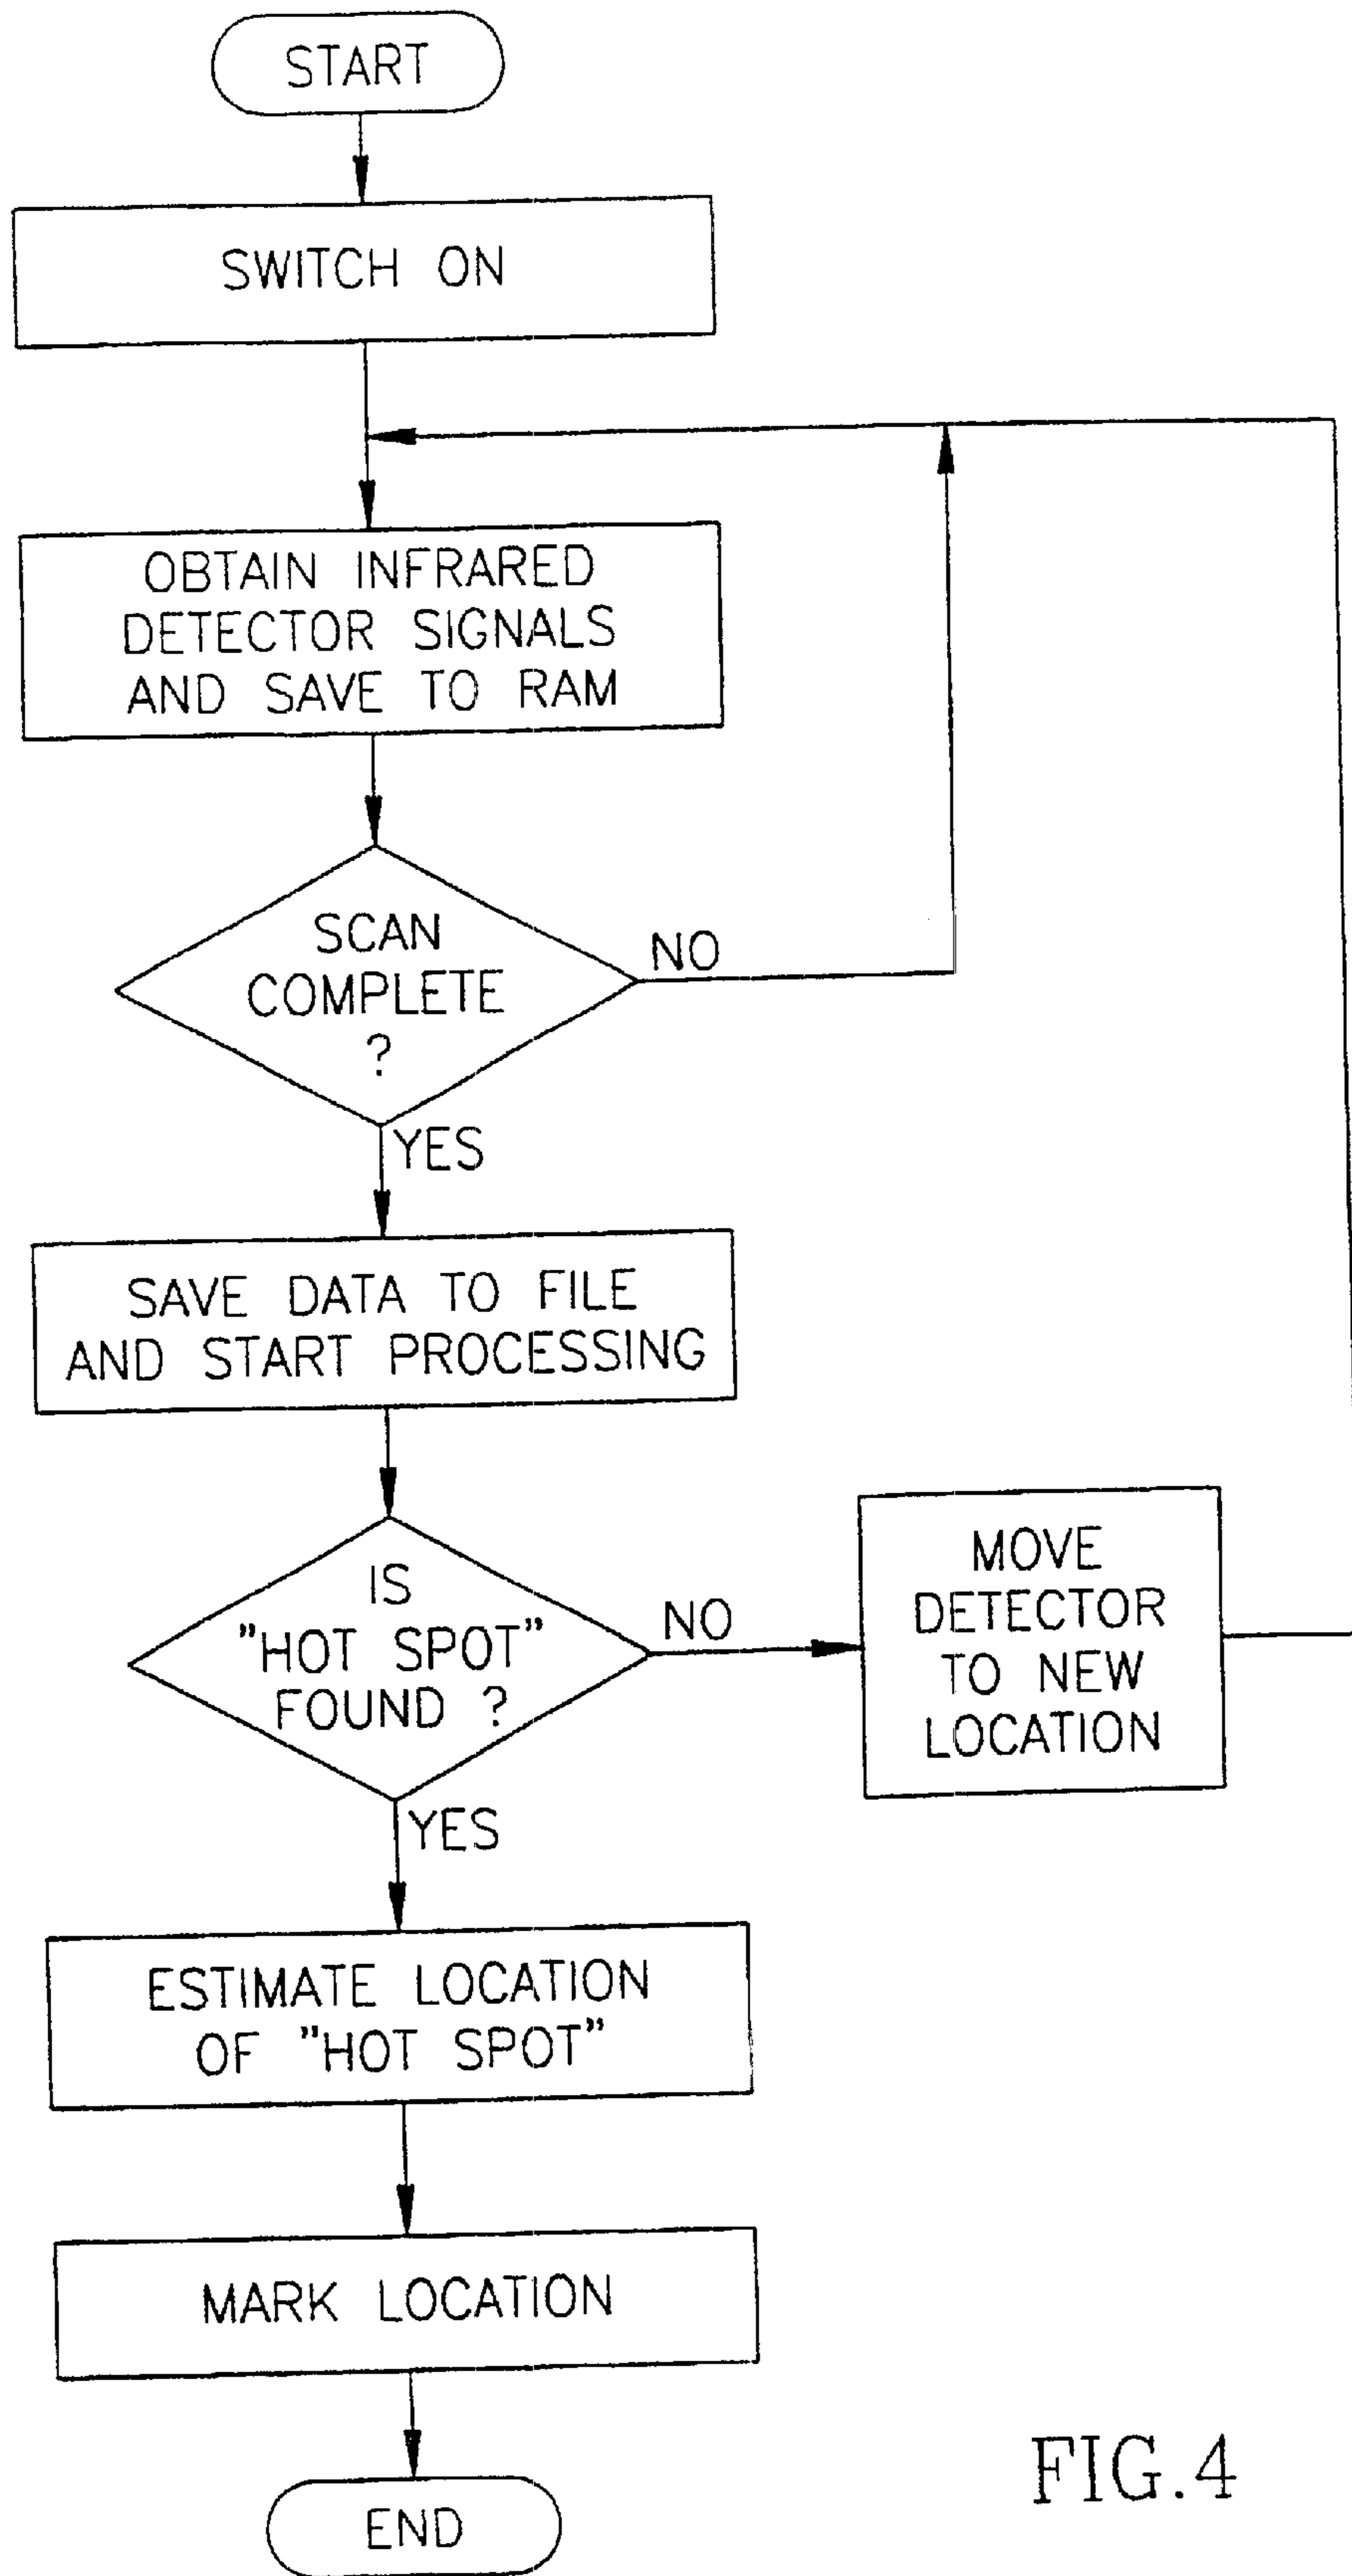 START
SWITCH ON
OBTAIN INFRARED
DETECTOR SIGNALS
AND SAVE TO RAM
SCAN
COMPLETE
?
NO
YES
SAVE DATA TO FILE
AND START PROCESSING
IS
"HOT SPOT"
FOUND ?
NO
MOVE
DETECTOR
TO NEW
LOCATION
YES
ESTIMATE LOCATION
OF "HOT SPOT"
MARK LOCATION
END
FIG.4